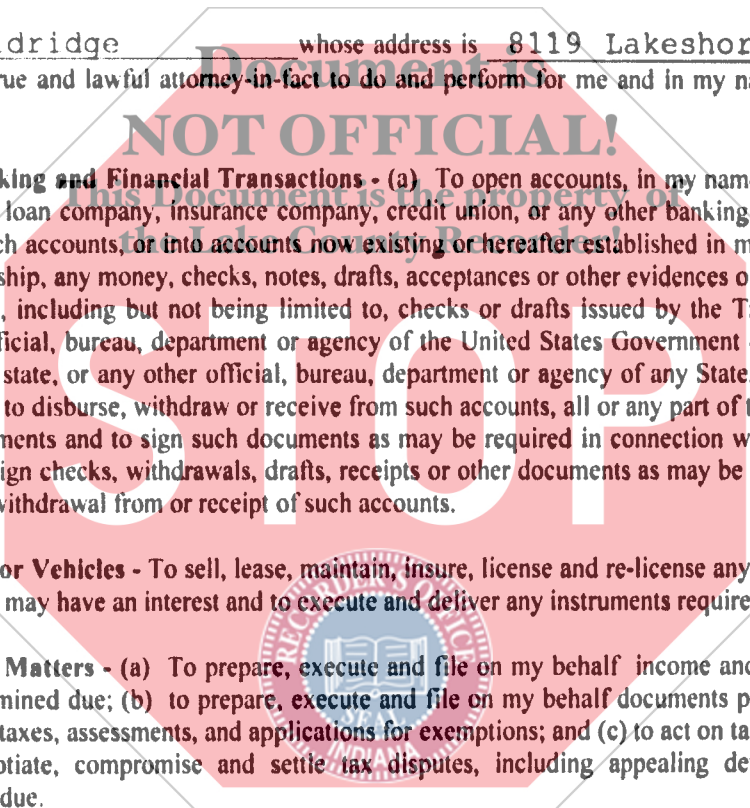 dridge whose address is 8119 Lakeshor
rue and lawful attorney-in-fact to do and perform for me and in my na
Document is
NOT OFFICIAL!
This Document is the property of
the Lake County Recorder!
king and Financial Transactions - (a) To open accounts, in my nam
loan company, insurance company, credit union, or any other banking
ch accounts, or into accounts now existing or hereafter established in m
ship, any money, checks, notes, drafts, acceptances or other evidences o
, including but not being limited to, checks or drafts issued by the T
ficial, bureau, department or agency of the United States Government
state, or any other official, bureau, department or agency of any State
to disburse, withdraw or receive from such accounts, all or any part of
ments and to sign such documents as may be required in connection w
ign checks, withdrawals, drafts, receipts or other documents as may be
withdrawal from or receipt of such accounts.
STOP
or Vehicles - To sell, lease, maintain, insure, license and re-license any
may have an interest and to execute and deliver any instruments require
Matters - (a) To prepare, execute and file on my behalf income and
mined due; (b) to prepare, execute and file on my behalf documents p
taxes, assessments, and applications for exemptions; and (c) to act on ta
otiate, compromise and settle tax disputes, including appealing de
due.
RECORDER'S OFFICE
SEAL
INDIANA